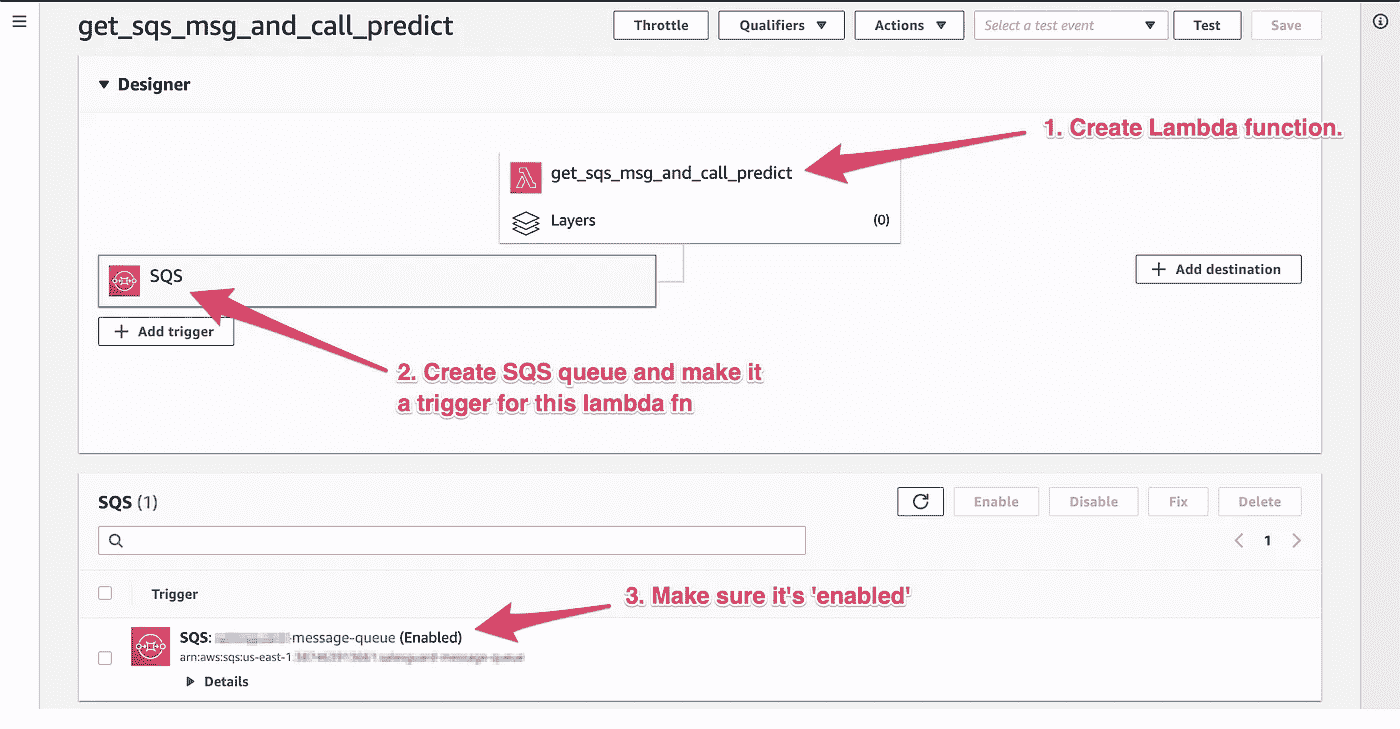 get_sqs_msg_and_call_predict
Throttle
Qualifiers
Actions
Select a test event
Test
Save
Designer
1. Create Lambda function.
get_sqs_msg_and_call_predict
Layers
(0)
SQS
+ Add destination
+ Add trigger
2. Create SQS queue and make it
a trigger for this lambda fn
SQS (1)
Enable
Disable
Fix
Delete
< 1 >
Trigger
3. Make sure it's 'enabled'
SQS: -message-queue (Enabled)
arn:aws:sqs:us-east-1
Details